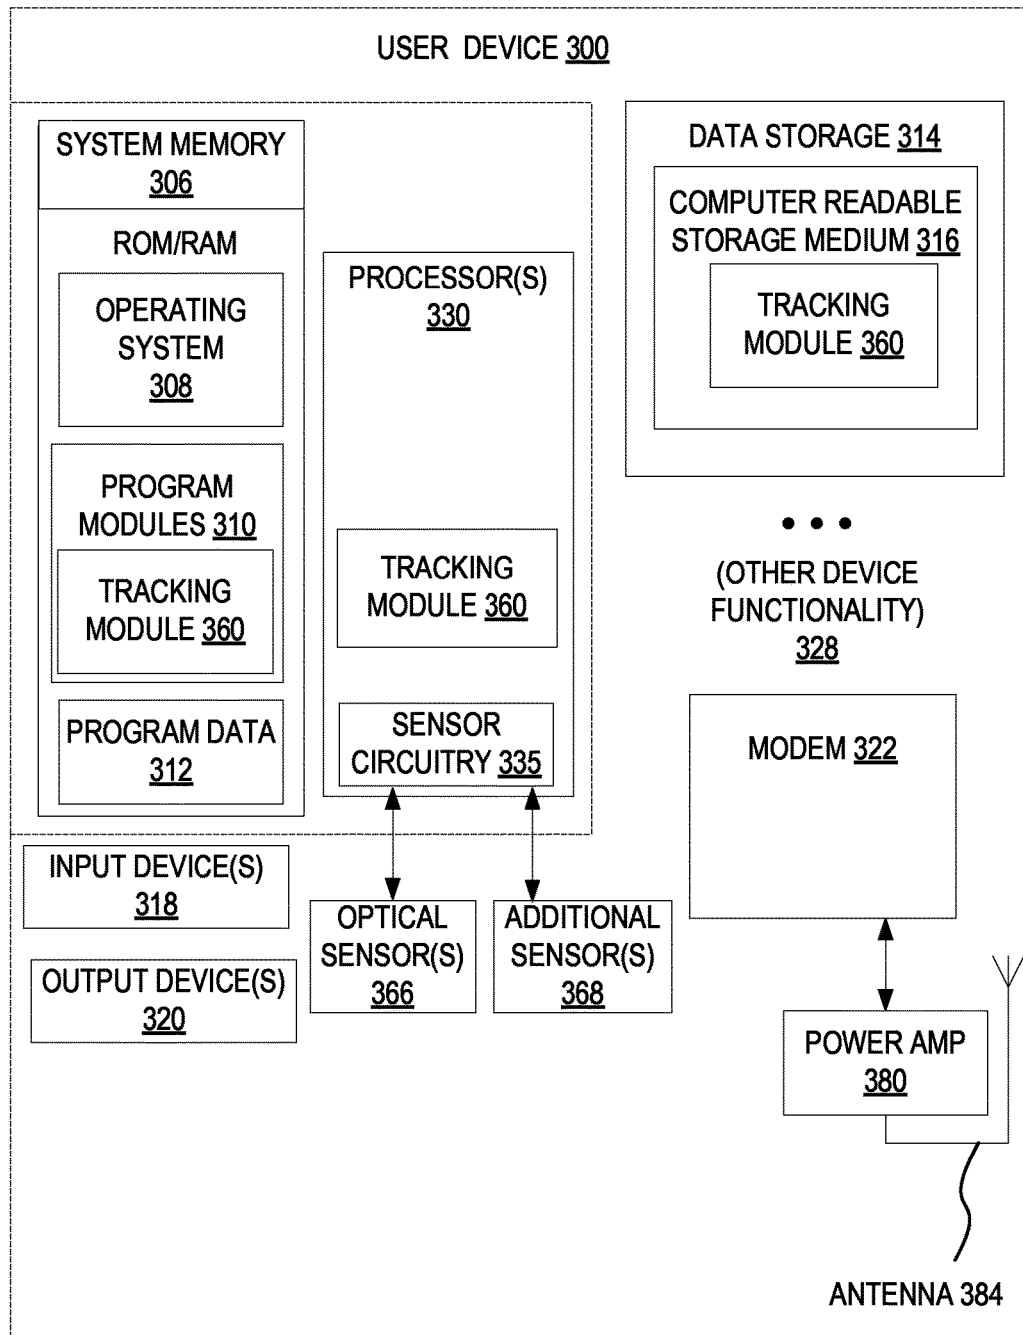 USER DEVICE 300
SYSTEM MEMORY
306
ROM/RAM
OPERATING
SYSTEM
308
PROGRAM
MODULES 310
TRACKING
MODULE 360
PROGRAM DATA
312
PROCESSOR(S)
330
TRACKING
MODULE 360
SENSOR
CIRCUITRY 335
DATA STORAGE 314
COMPUTER READABLE
STORAGE MEDIUM 316
TRACKING
MODULE 360
(OTHER DEVICE
FUNCTIONALITY)
328
MODEM 322
INPUT DEVICE(S)
318
OUTPUT DEVICE(S)
320
OPTICAL
SENSOR(S)
366
ADDITIONAL
SENSOR(S)
368
POWER AMP
380
ANTENNA 384